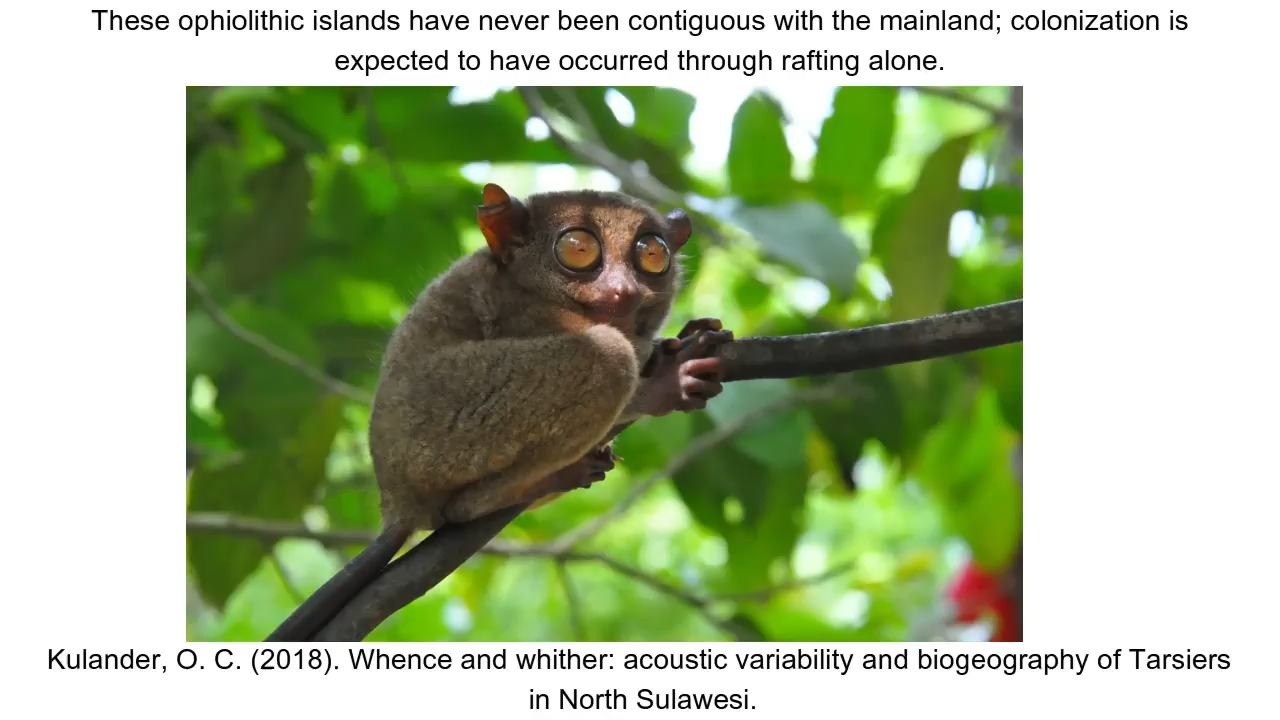 These ophiolithic islands have never been contiguous with the mainland; colonization is
expected to have occurred through rafting alone.
Kulander, O. C. (2018). Whence and whither: acoustic variability and biogeography of Tarsiers
in North Sulawesi.